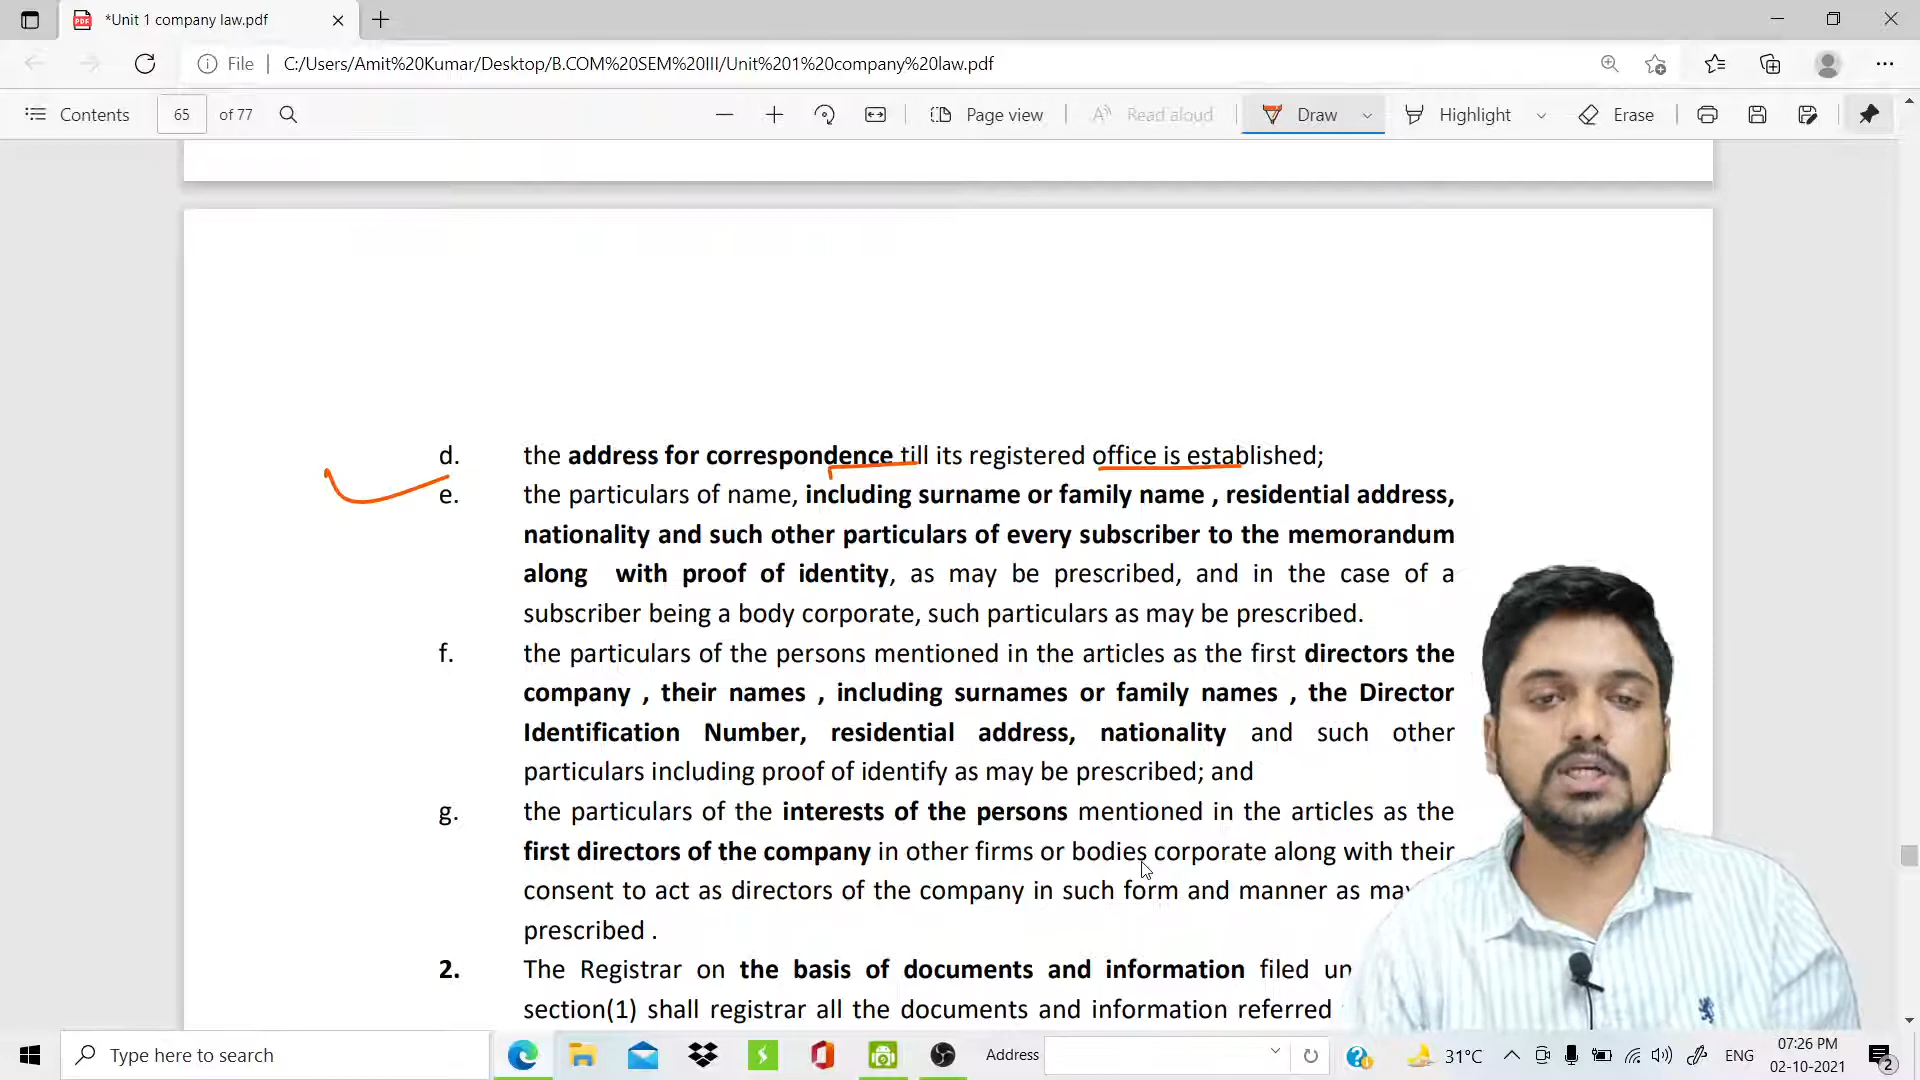 *Unit 1 company law.pdf
File
C:/Users/Amit%20Kumar/Desktop/B.COM%20SEM%20III/Unit%201%20company%20law.pdf
Contents
65 of 77
Page view
Read aloud
Draw
Highlight
Erase
d. the address for correspondence till its registered office is established;
e. the particulars of name, including surname or family name , residential address,
nationality and such other particulars of every subscriber to the memorandum
along with proof of identity, as may be prescribed, and in the case of a
subscriber being a body corporate, such particulars as may be prescribed.
f. the particulars of the persons mentioned in the articles as the first directors the
company , their names , including surnames or family names , the Director
Identification Number, residential address, nationality and such other
particulars including proof of identify as may be prescribed; and
g. the particulars of the interests of the persons mentioned in the articles as the
first directors of the company in other firms or bodies corporate along with their
consent to act as directors of the company in such form and manner as may
prescribed .
2. The Registrar on the basis of documents and information filed un
section(1) shall registrar all the documents and information referred
Type here to search
Address
31°C
ENG
07:26 PM
02-10-2021
2